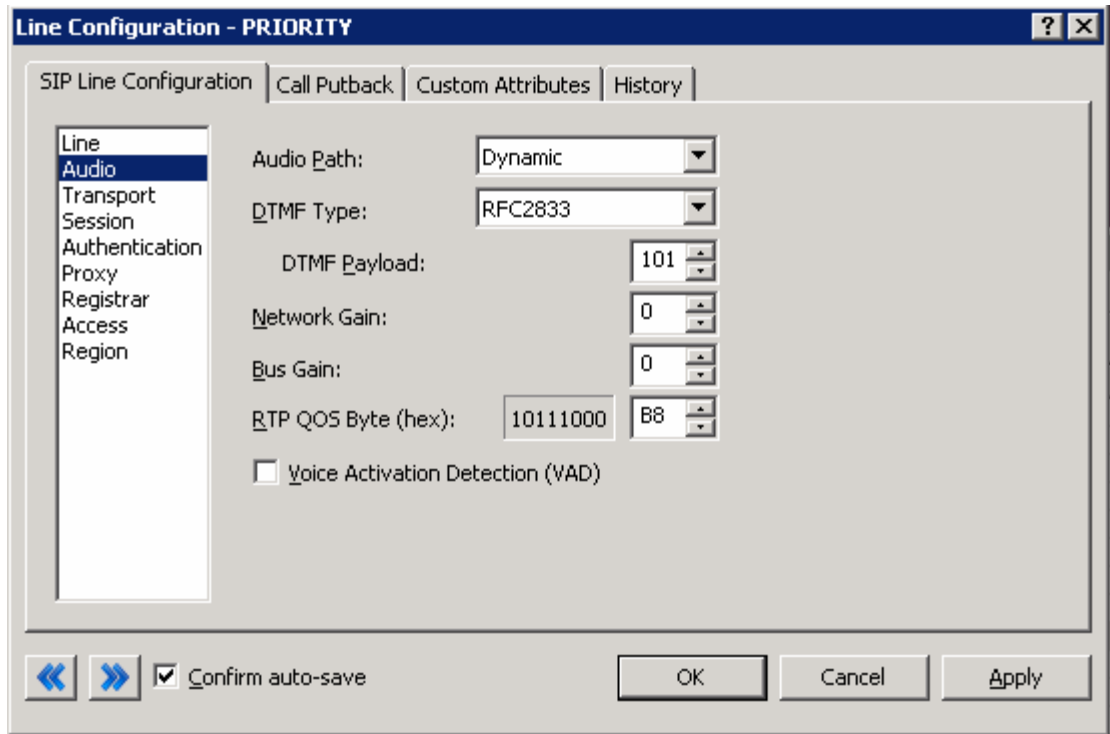 Line Configuration - PRIORITY
SIP Line Configuration Call Putback Custom Attributes History
Line
Audio
Transport
Session
Authentication
Proxy
Registrar
Access
Region
Audio Path: Dynamic
DTMF Type: RFC2833
DTMF Payload: 101
Network Gain: 0
Bus Gain: 0
RTP QOS Byte (hex): 10111000 B8
Voice Activation Detection (VAD)
Confirm auto-save OK Cancel Apply